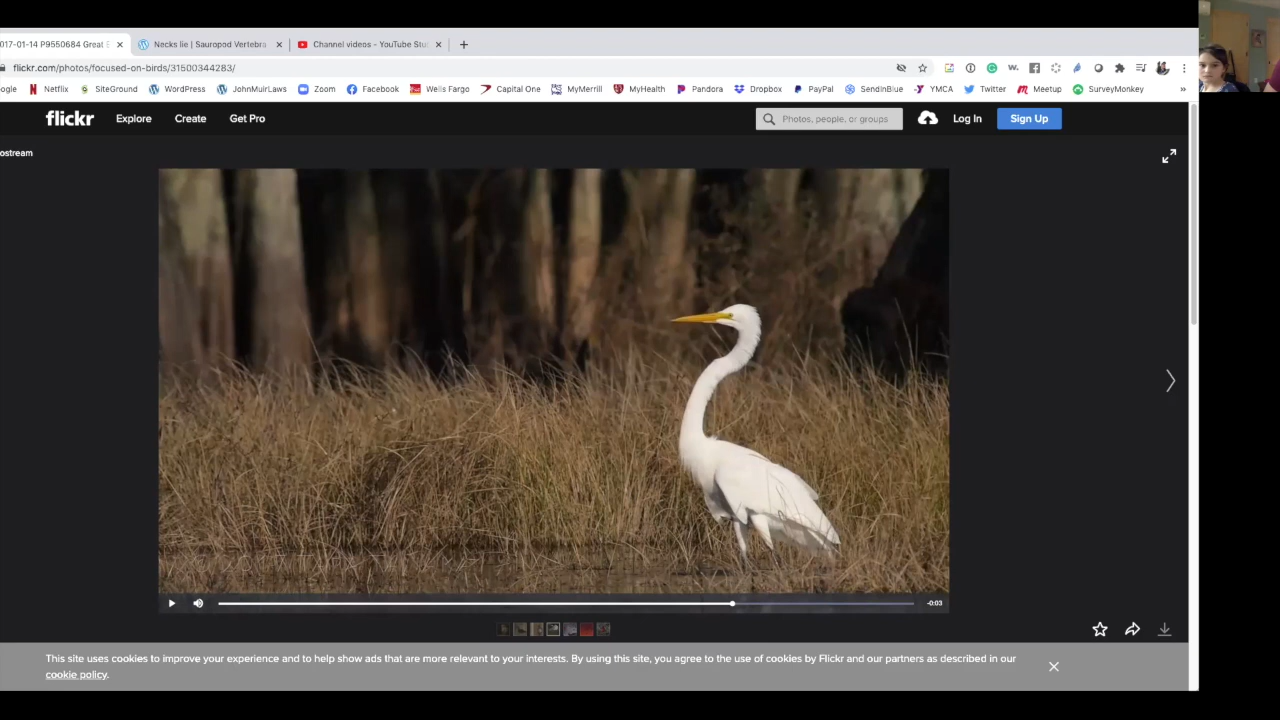 017-01-14 P9550684 Great E
Necks lie | Sauropod Vertebra
Channel videos - YouTube Stu
flickr.com/photos/focused-on-birds/31500344283/
ogle Netflix SiteGround WordPress JohnMuirLaws Zoom Facebook Wells Fargo Capital One MyMerrill MyHealth Pandora Dropbox PayPal SendInBlue YMCA Twitter Meetup SurveyMonkey »
flickr Explore Create Get Pro Photos, people, or groups Log In Sign Up
ostream
-0:03
This site uses cookies to improve your experience and to help show ads that are more relevant to your interests. By using this site, you agree to the use of cookies by Flickr and our partners as described in our
cookie policy.